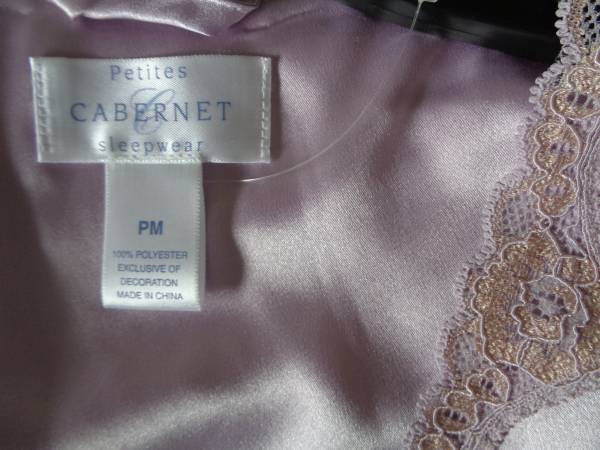 Petites
CABERNET
sleepwear
PM
100% POLYESTER
EXCLUSIVE OF
DECORATION
MADE IN CHINA